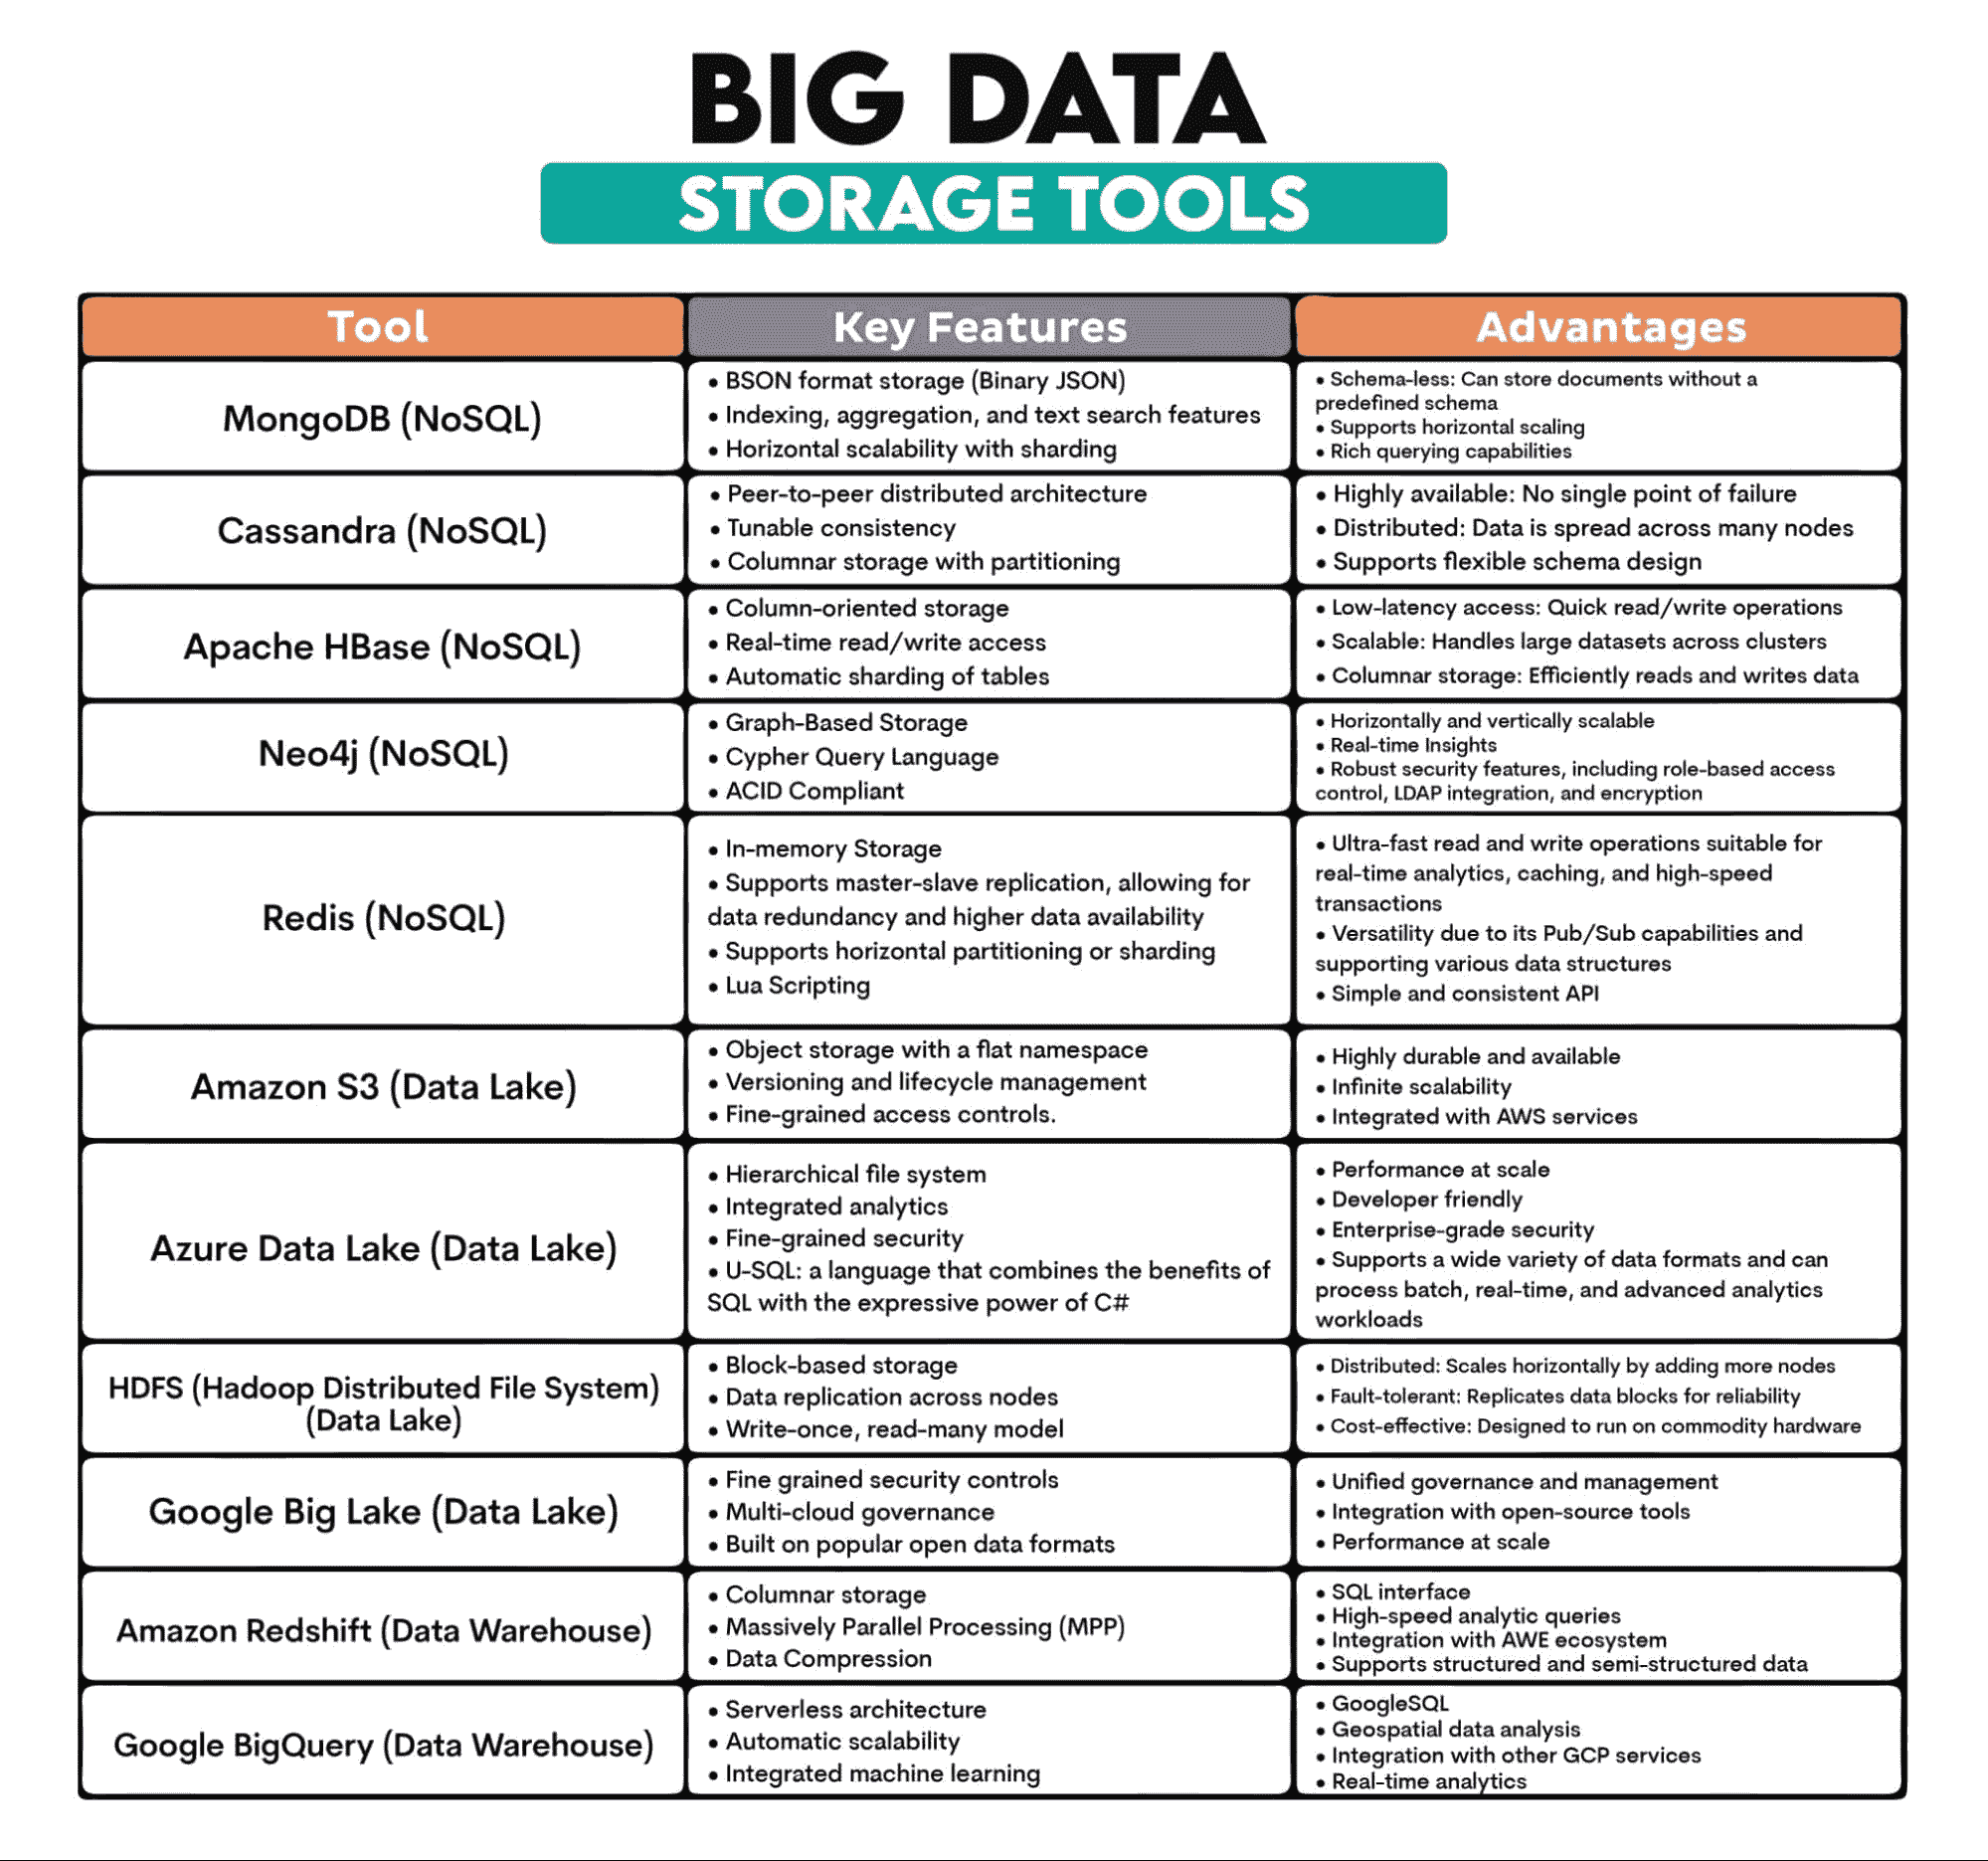 BIG DATA
STORAGE TOOLS
Tool
Key Features
Advantages
MongoDB (NoSQL)
• BSON format storage (Binary JSON)
• Indexing, aggregation, and text search features
• Horizontal scalability with sharding
• Schema-less: Can store documents without a
predefined schema
• Supports horizontal scaling
• Rich querying capabilities
Cassandra (NoSQL)
• Peer-to-peer distributed architecture
• Tunable consistency
• Columnar storage with partitioning
• Highly available: No single point of failure
• Distributed: Data is spread across many nodes
• Supports flexible schema design
Apache HBase (NoSQL)
• Column-oriented storage
• Real-time read/write access
• Automatic sharding of tables
• Low-latency access: Quick read/write operations
• Scalable: Handles large datasets across clusters
• Columnar storage: Efficiently reads and writes data
Neo4j (NoSQL)
• Graph-Based Storage
• Cypher Query Language
• ACID Compliant
• Horizontally and vertically scalable
• Real-time Insights
• Robust security features, including role-based access
control, LDAP integration, and encryption
Redis (NoSQL)
• In-memory Storage
• Supports master-slave replication, allowing for
data redundancy and higher data availability
• Supports horizontal partitioning or sharding
• Lua Scripting
• Ultra-fast read and write operations suitable for
real-time analytics, caching, and high-speed
transactions
• Versatility due to its Pub/Sub capabilities and
supporting various data structures
• Simple and consistent API
Amazon S3 (Data Lake)
• Object storage with a flat namespace
• Versioning and lifecycle management
• Fine-grained access controls.
• Highly durable and available
• Infinite scalability
• Integrated with AWS services
Azure Data Lake (Data Lake)
• Hierarchical file system
• Integrated analytics
• Fine-grained security
• U-SQL: a language that combines the benefits of
SQL with the expressive power of C#
• Performance at scale
• Developer friendly
• Enterprise-grade security
• Supports a wide variety of data formats and can
process batch, real-time, and advanced analytics
workloads
HDFS (Hadoop Distributed File System)
(Data Lake)
• Block-based storage
• Data replication across nodes
• Write-once, read-many model
• Distributed: Scales horizontally by adding more nodes
• Fault-tolerant: Replicates data blocks for reliability
• Cost-effective: Designed to run on commodity hardware
Google Big Lake (Data Lake)
• Fine grained security controls
• Multi-cloud governance
• Built on popular open data formats
• Unified governance and management
• Integration with open-source tools
• Performance at scale
Amazon Redshift (Data Warehouse)
• Columnar storage
• Massively Parallel Processing (MPP)
• Data Compression
• SQL interface
• High-speed analytic queries
• Integration with AWE ecosystem
• Supports structured and semi-structured data
Google BigQuery (Data Warehouse)
• Serverless architecture
• Automatic scalability
• Integrated machine learning
• GoogleSQL
• Geospatial data analysis
• Integration with other GCP services
• Real-time analytics